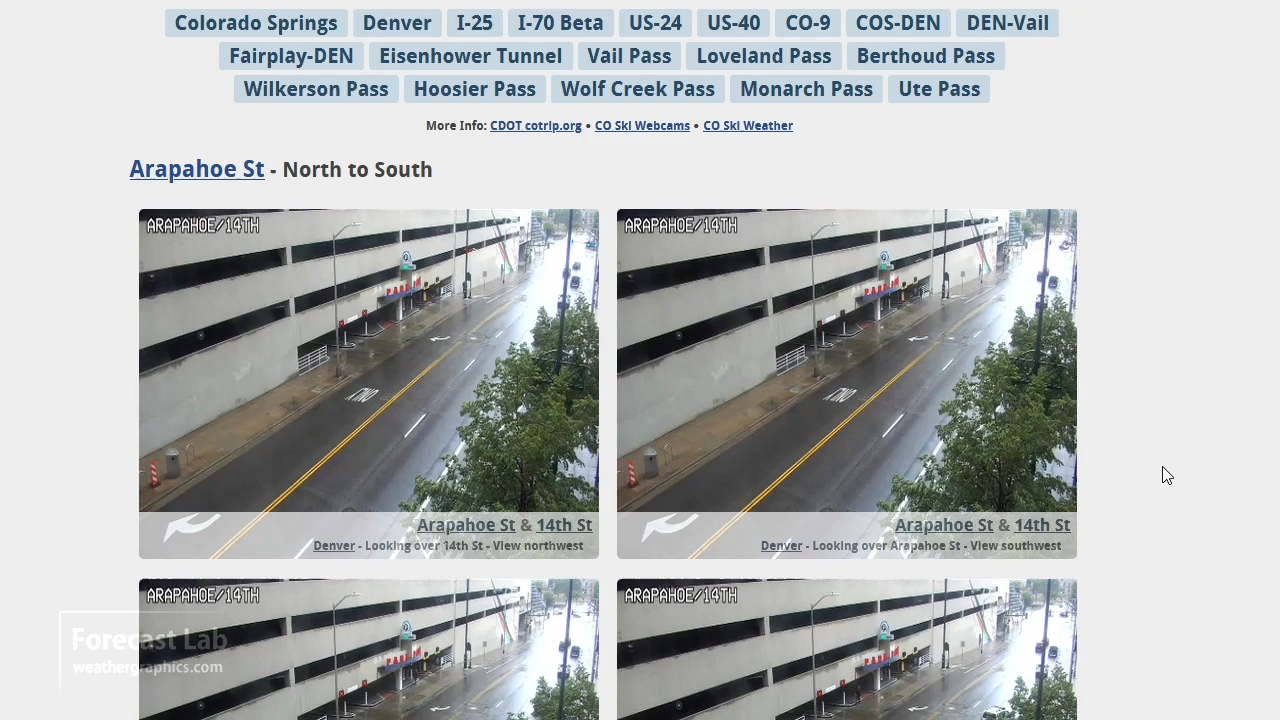 Colorado Springs Denver I-25 I-70 Beta US-24 US-40 CO-9 COS-DEN DEN-Vail
Fairplay-DEN Eisenhower Tunnel Vail Pass Loveland Pass Berthoud Pass
Wilkerson Pass Hoosier Pass Wolf Creek Pass Monarch Pass Ute Pass
More Info: CDOT cotrip.org • CO Ski Webcams • CO Ski Weather
Arapahoe St - North to South
ARAPAHOE/14TH
PARKING
Arapahoe St & 14th St
Denver - Looking over 14th St - View northwest
ARAPAHOE/14TH
PARKING
Arapahoe St & 14th St
Denver - Looking over Arapahoe St - View southwest
ARAPAHOE/14TH
PARKING
ARAPAHOE/14TH
PARKING
Forecast Lab
weathergraphics.com